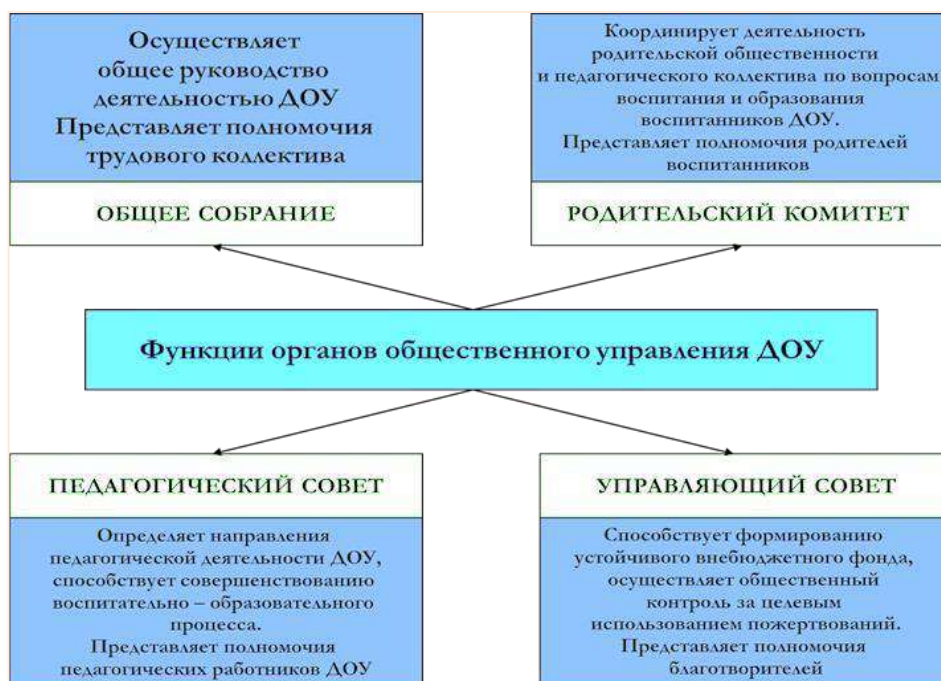 Осуществляет
общее руководство
деятельностью ДОУ
Представляет полномочия
трудового коллектива
ОБЩЕЕ СОБРАНИЕ
Координирует деятельность
родительской общественности
и педагогического коллектива по вопросам
воспитания и образования
воспитанников ДОУ.
Представляет полномочия родителей
воспитанников
РОДИТЕЛЬСКИЙ КОМИТЕТ
Функции органов общественного управления ДОУ
ПЕДАГОГИЧЕСКИЙ СОВЕТ
Определяет направления
педагогической деятельности ДОУ,
способствует совершенствованию
воспитательно – образовательного
процесса.
Представляет полномочия
педагогических работников ДОУ
УПРАВЛЯЮЩИЙ СОВЕТ
Способствует формированию
устойчивого внебюджетного фонда,
осуществляет общественный
контроль за целевым
использованием пожертвований.
Представляет полномочия
благотворителей